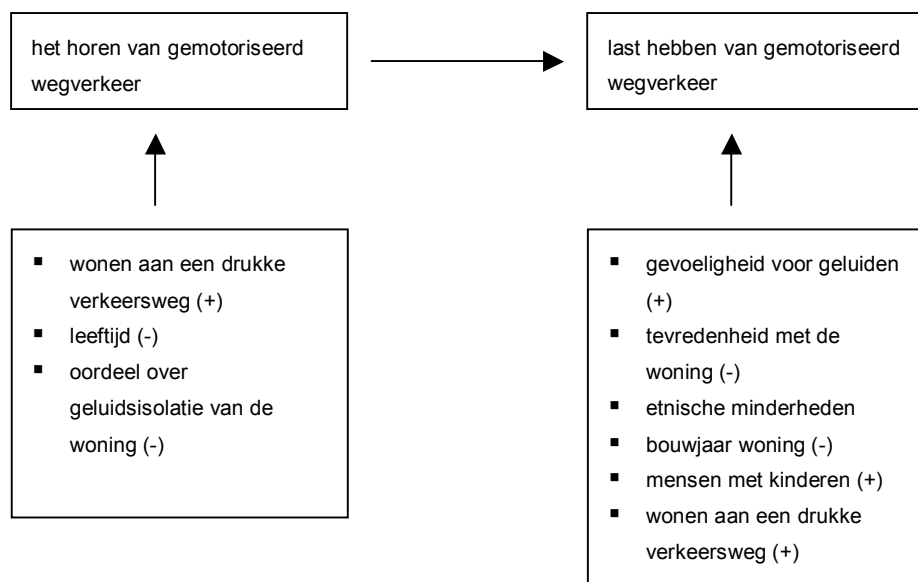 het horen van gemotoriseerd
wegverkeer
last hebben van gemotoriseerd
wegverkeer
▪ wonen aan een drukke
verkeersweg (+)
▪ leeftijd (-)
▪ oordeel over
geluidsisolatie van de
woning (-)
▪ gevoeligheid voor geluiden
(+)
▪ tevredenheid met de
woning (-)
▪ etnische minderheden
▪ bouwjaar woning (-)
▪ mensen met kinderen (+)
▪ wonen aan een drukke
verkeersweg (+)